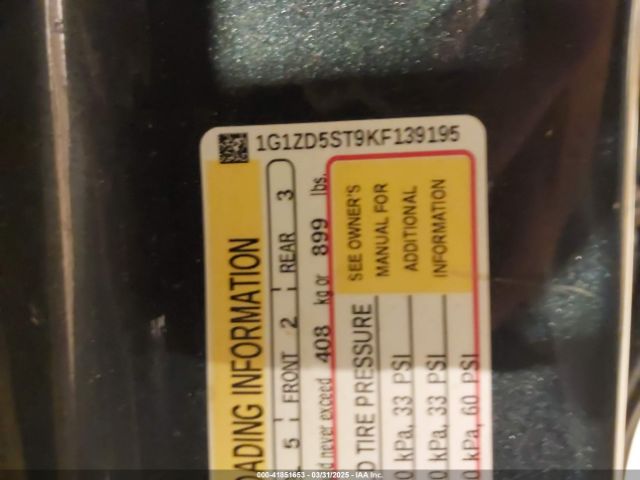 1G1ZD5ST9KF139195
ADING INFORMATION
5 FRONT 2 REAR 3
never exceed 408 kg or 899 lbs.
TIRE PRESSURE
SEE OWNER'S
MANUAL FOR
ADDITIONAL
INFORMATION
kPa, 33 PSI
kPa, 33 PSI
kPa, 60 PSI
000-41851653 - 03/31/2025 - IAA Inc.